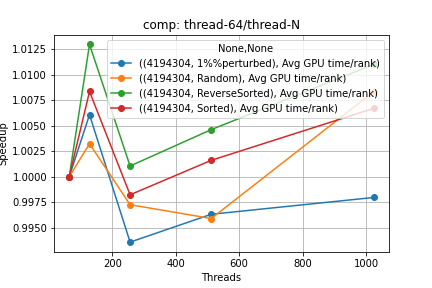 comp: thread-64/thread-N
None,None
((4194304, 1%%perturbed), Avg GPU time/rank)
((4194304, Random), Avg GPU time/rank)
((4194304, ReverseSorted), Avg GPU time/rank)
((4194304, Sorted), Avg GPU time/rank)
Speedup
1.0125
1.0100
1.0075
1.0050
1.0025
1.0000
0.9975
0.9950
200 400 600 800 1000
Threads